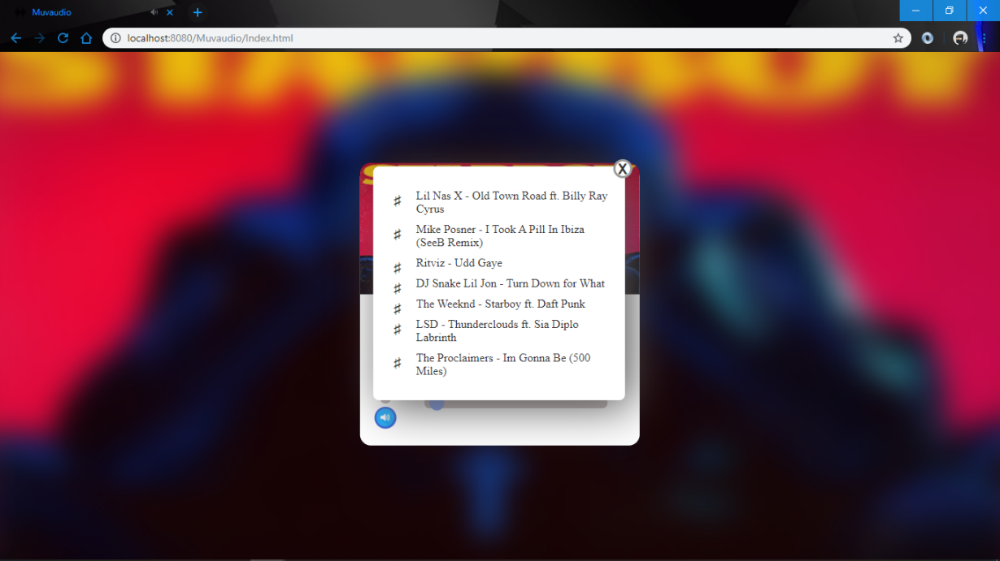 Muvaudio
localhost:8080/Muvaudio/Index.html
X
Lil Nas X - Old Town Road ft. Billy Ray
Cyrus
♯
Mike Posner - I Took A Pill In Ibiza
(SeeB Remix)
♯
♯ Ritviz - Udd Gaye
♯ DJ Snake Lil Jon - Turn Down for What
♯ The Weeknd - Starboy ft. Daft Punk
♯ LSD - Thunderclouds ft. Sia Diplo
Labrinth
♯ The Proclaimers - Im Gonna Be (500
Miles)